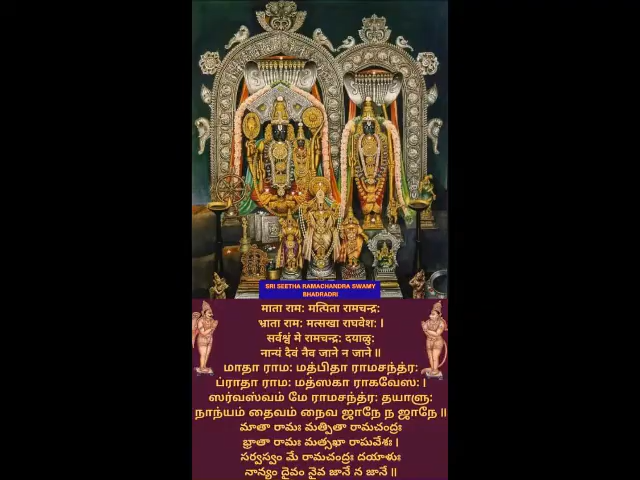 SRI SEETHA RAMACHANDRA SWAMY
BHADRADRI
माता राम: मत्पिता रामचन्द्र:
भ्राता राम: मत्सखा राघवेश: ।
सर्वश्वं मे रामचन्द्र: दयाळु:
नान्यं दैवं नैव जाने न जाने ॥
மாதா ராம: மத்பிதா ராமசந்த்ர:
ப்ராதா ராம: மத்ஸகா ராகவேஸ: ।
ஸர்வஸ்வம் மே ராமசந்த்ர: தயாளு:
நாந்யம் தைவம் நைவ ஜாநே ந ஜாநே ॥
మాతా రామః మత్పితా రామచంద్రః
భ్రాతా రామః మత్సఖా రాఘవేశః ।
సర్వస్వం మే రామచంద్రః దయాళుః
నాన్యం దైవం నైవ జానే న జానే ॥